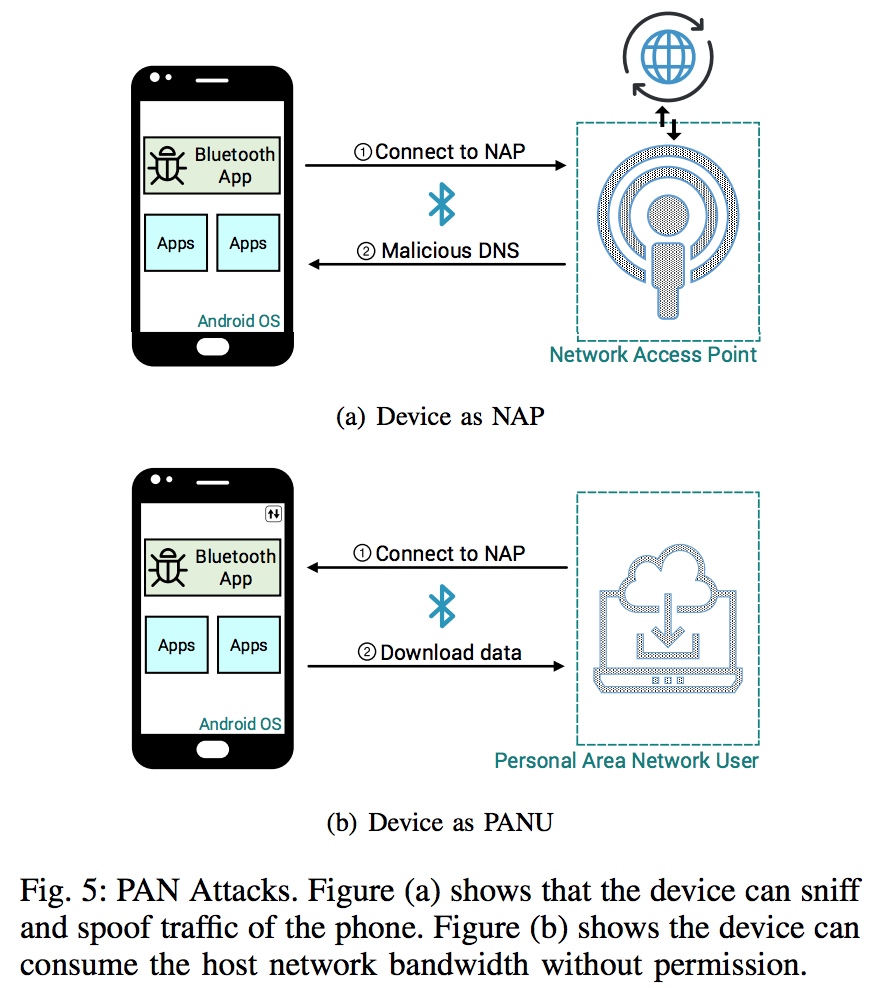 ① Connect to NAP
Bluetooth
App
Apps
Apps
② Malicious DNS
Android OS
Network Access Point
(a) Device as NAP
① Connect to NAP
Bluetooth
App
Apps
Apps
② Download data
Android OS
Personal Area Network User
(b) Device as PANU
Fig. 5: PAN Attacks. Figure (a) shows that the device can sniff
and spoof traffic of the phone. Figure (b) shows the device can
consume the host network bandwidth without permission.